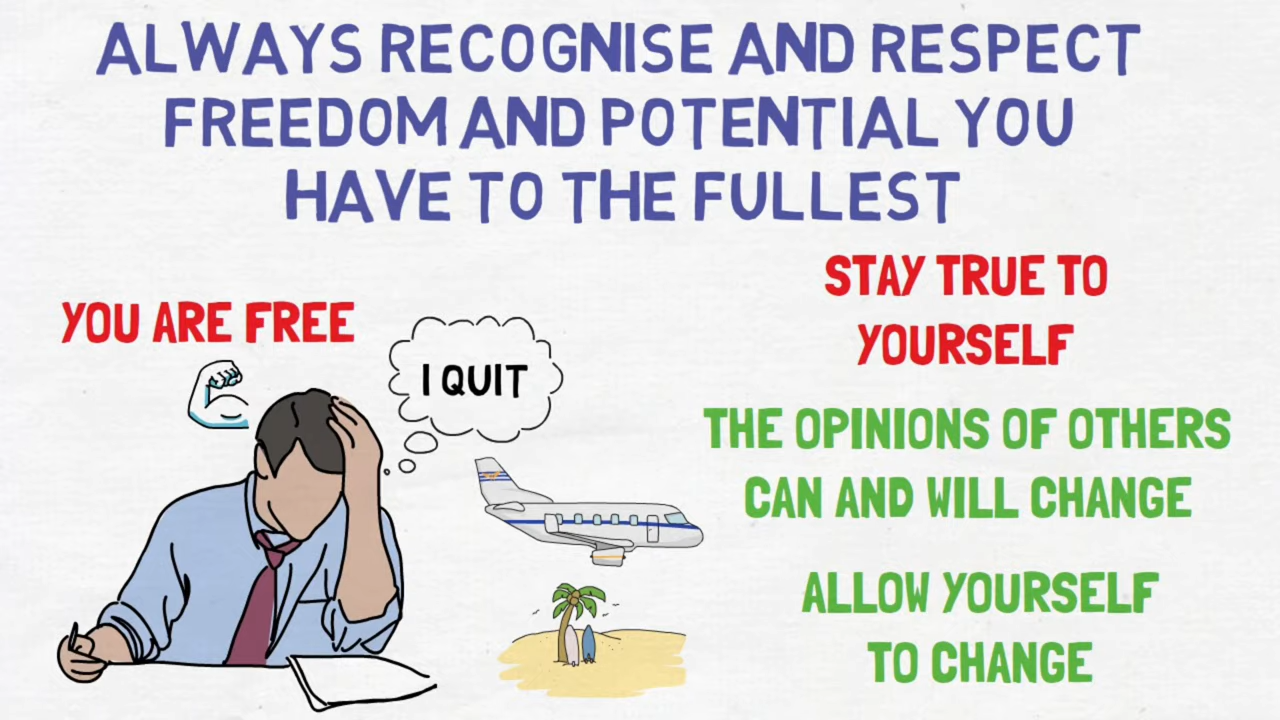 ALWAYS RECOGNISE AND RESPECT
FREEDOM AND POTENTIAL YOU
HAVE TO THE FULLEST
YOU ARE FREE
I QUIT
STAY TRUE TO
YOURSELF
THE OPINIONS OF OTHERS
CAN AND WILL CHANGE
ALLOW YOURSELF
TO CHANGE